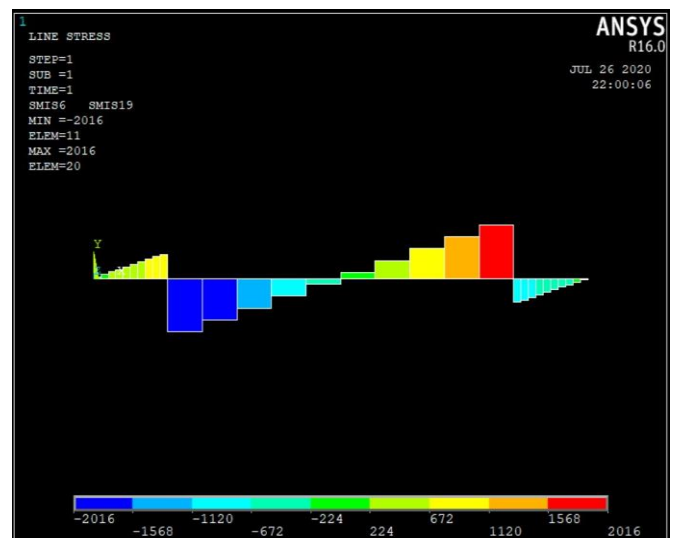 1
LINE STRESS
ANSYS
R16.0
STEP=1
SUB =1
TIME=1
SMIS6 SMIS19
MIN =-2016
ELEM=11
MAX =2016
ELEM=20
JUL 26 2020
22:00:06
Y
-2016 -1120 -224 672 1568
-1568 -672 224 1120 2016